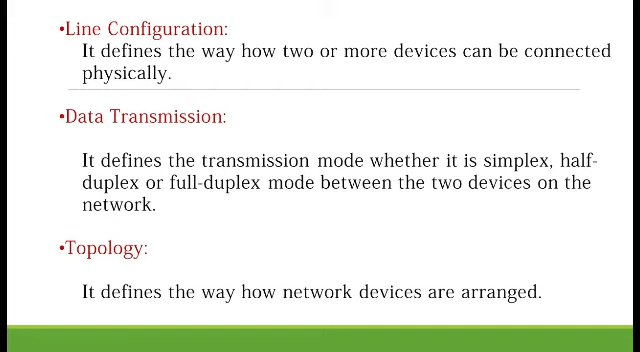 •Line Configuration:
It defines the way how two or more devices can be connected
physically.
•Data Transmission:
It defines the transmission mode whether it is simplex, half-
duplex or full-duplex mode between the two devices on the
network.
•Topology:
It defines the way how network devices are arranged.